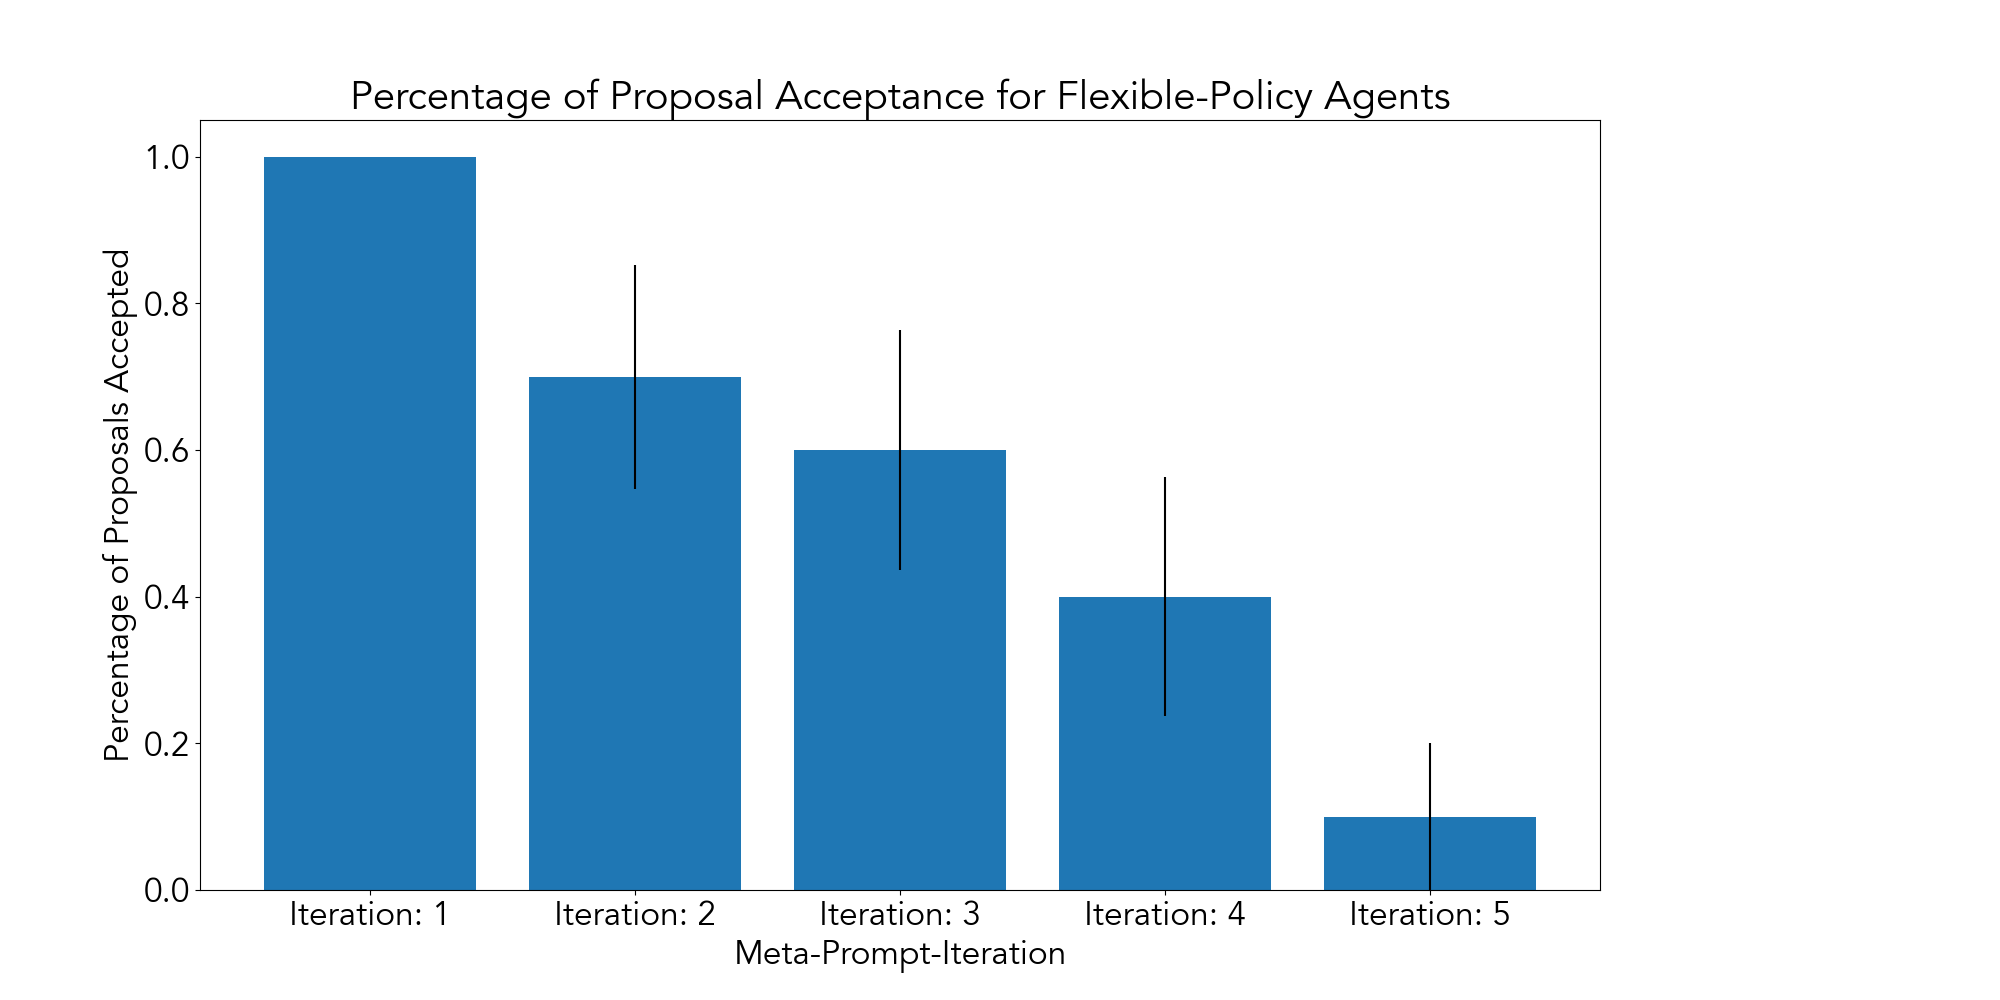 Percentage of Proposal Acceptance for Flexible-Policy Agents
Percentage of Proposals Accepted
1.0
0.8
0.6
0.4
0.2
0.0
Iteration: 1 Iteration: 2 Iteration: 3 Iteration: 4 Iteration: 5
Meta-Prompt-Iteration